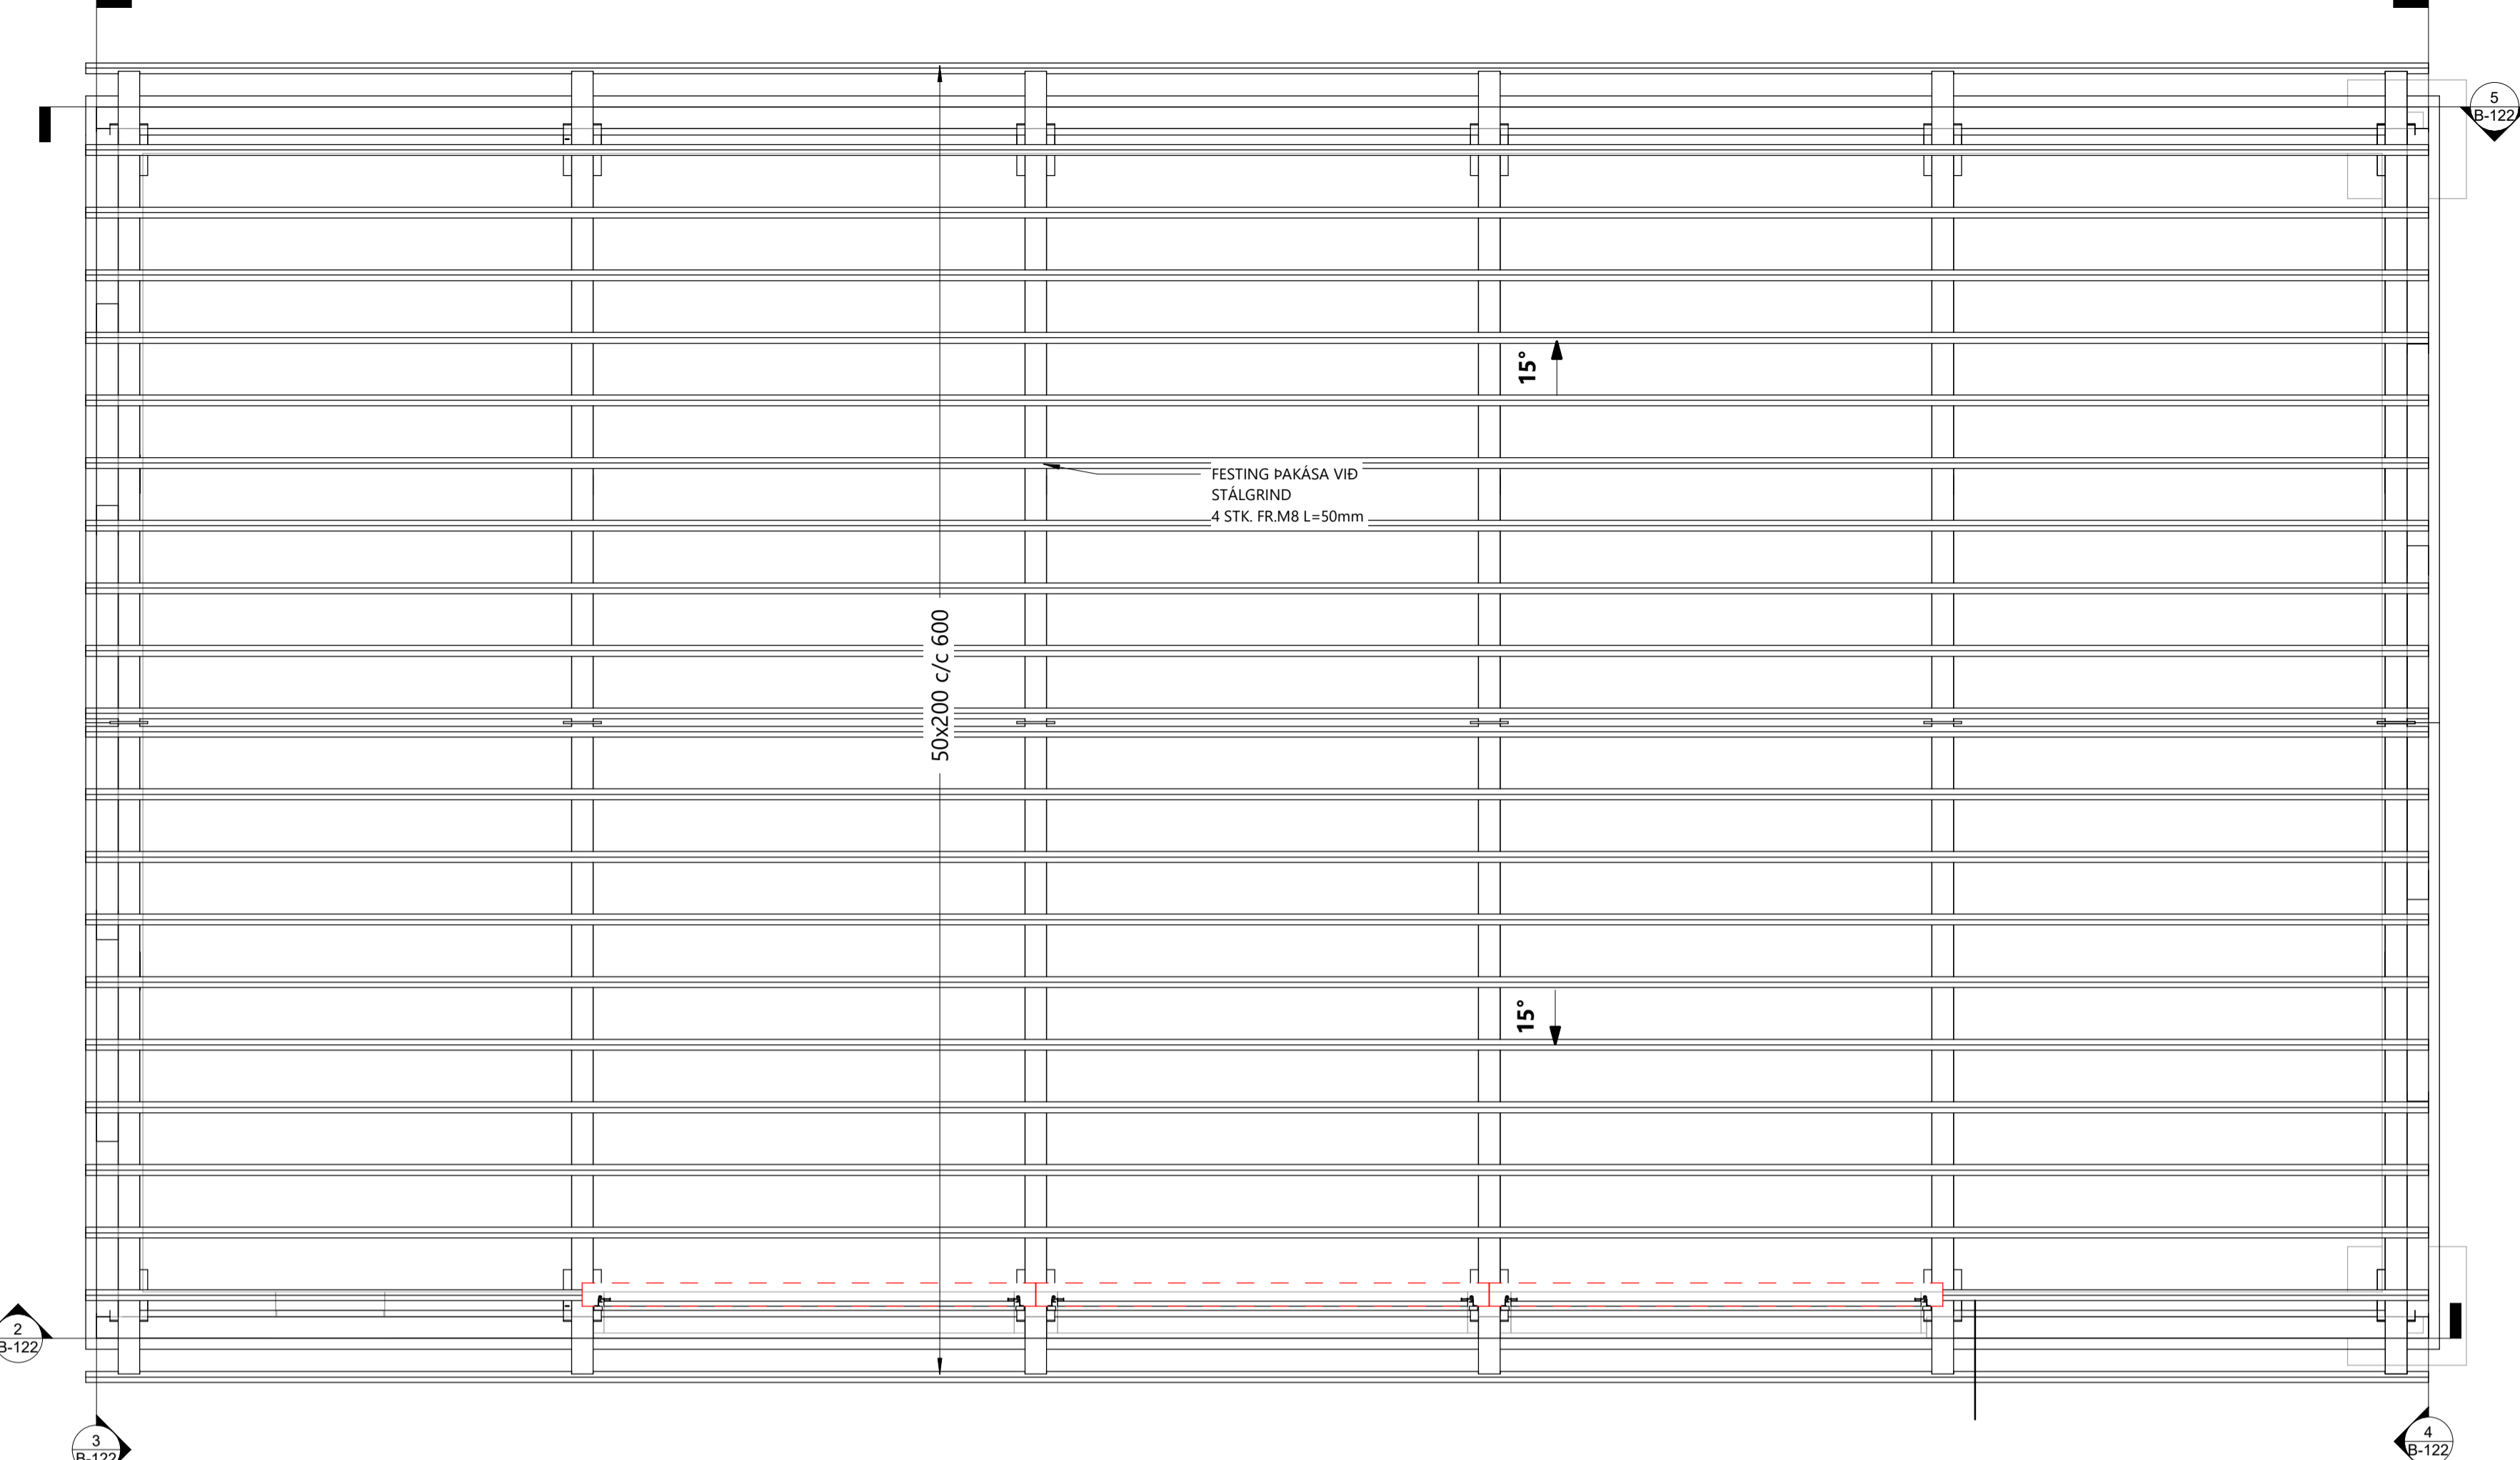 5
B-122
15°
FESTING ÞAKÁSA VIÐ
STÁLGRIND
4 STK. FR.M8 L=50mm
50x200 c/c 600
15°
2
B-122
3
B-122
4
B-122